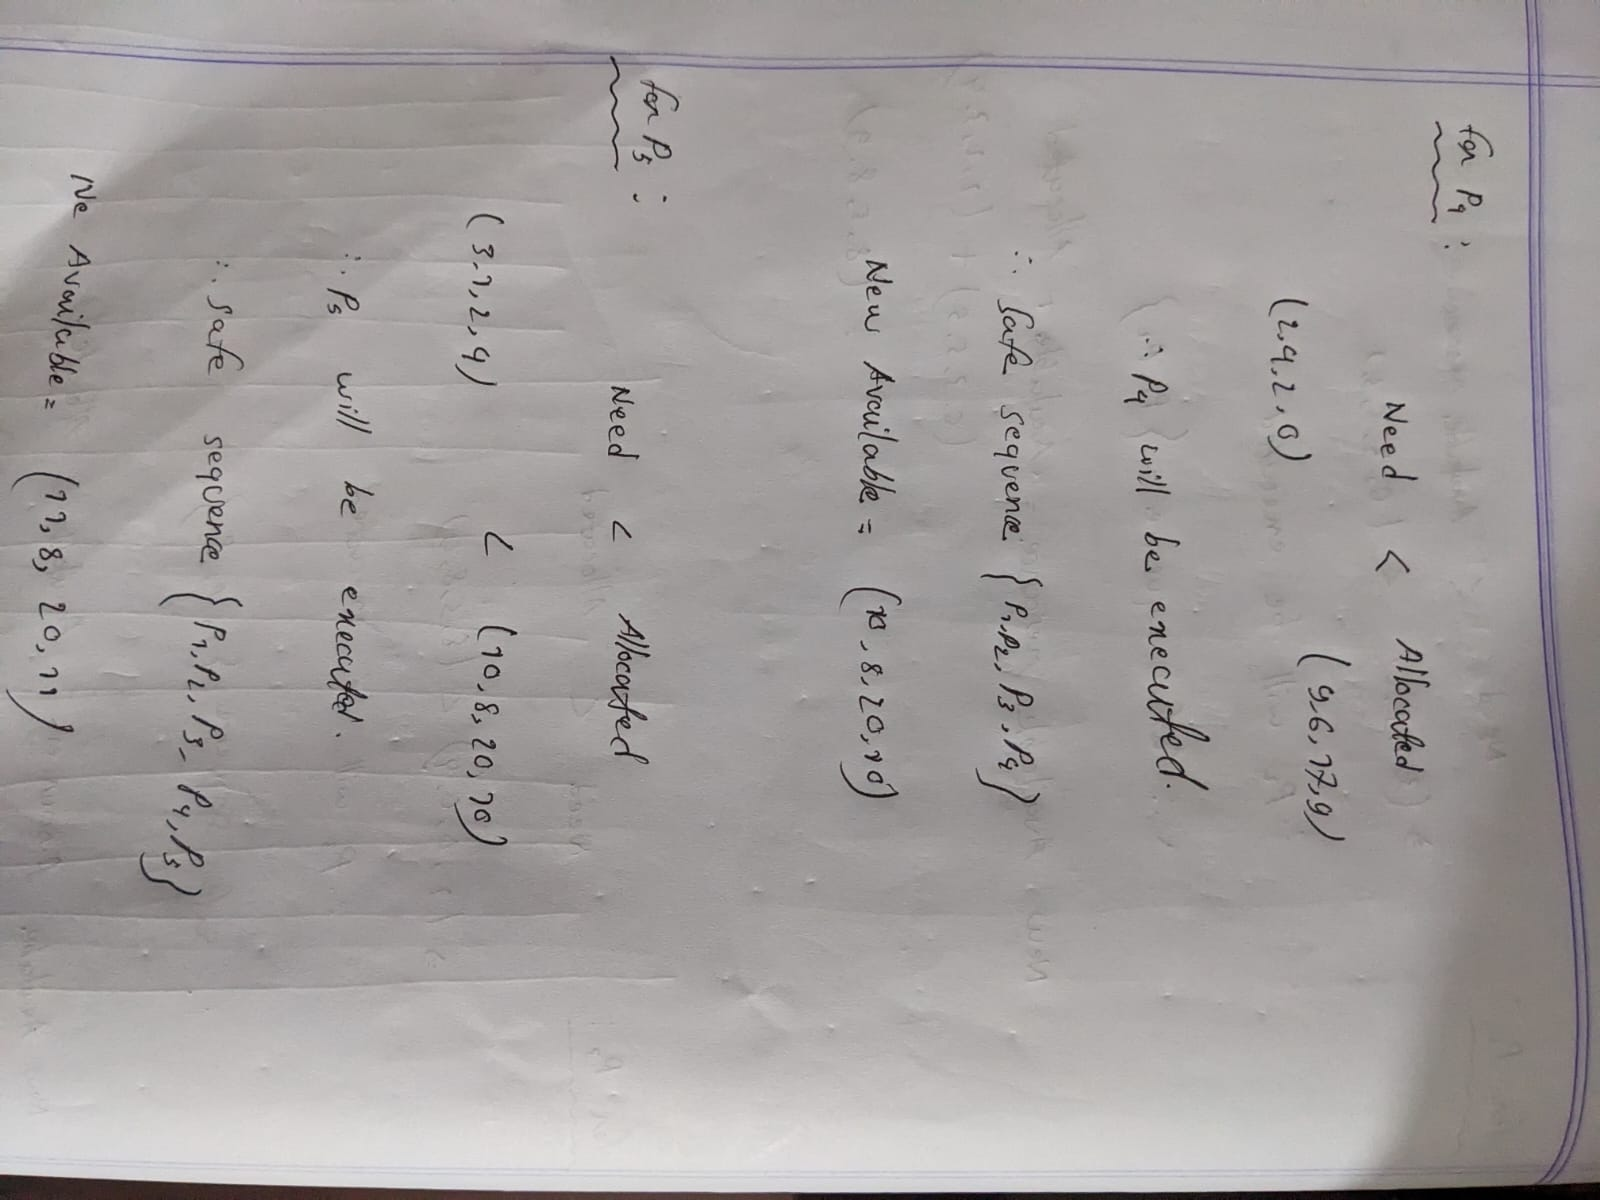 for P4 :
Need < Allocated
(2,4,2,0) (9,6,17,9)
∴ P4 will be executed.
∴ Safe sequence {P1,P2,P3,P4}
New Available = (10,8,20,10)
for P5 :
Need < Allocated
(3,1,2,4) < (10,8,20,10)
∴ P5 will be executed.
∴ Safe sequence {P1,P2,P3,P4,P5}
Ne Available = (11,8,20,11)